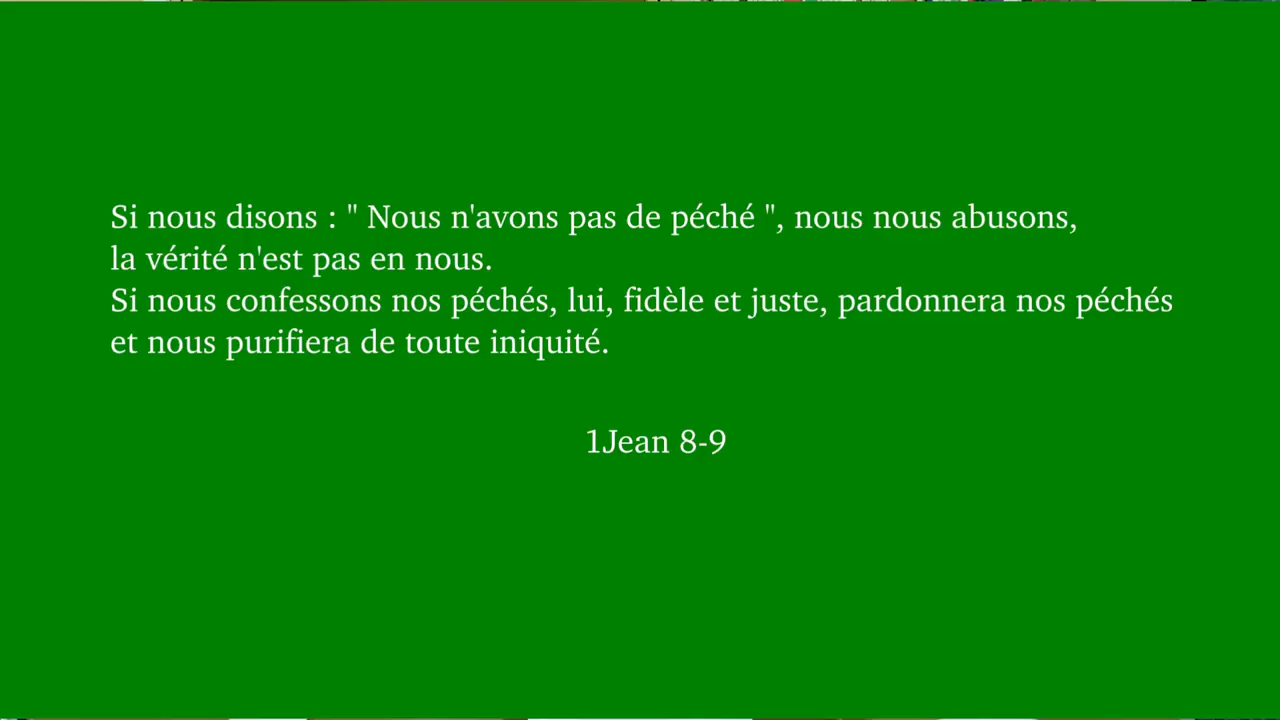 Si nous disons : " Nous n'avons pas de péché ", nous nous abusons,
la vérité n'est pas en nous.
Si nous confessons nos péchés, lui, fidèle et juste, pardonnera nos péchés
et nous purifiera de toute iniquité.
1Jean 8-9